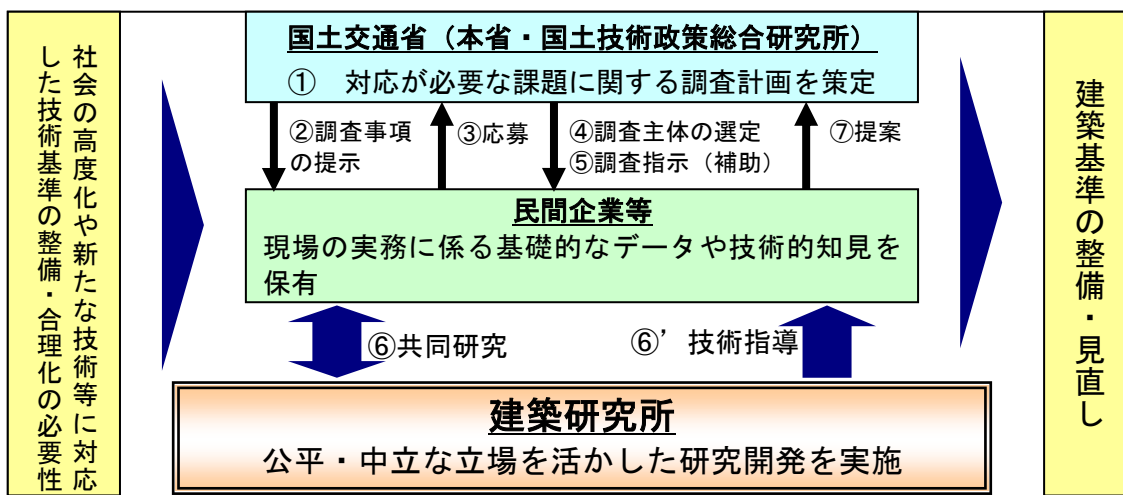 社会の高度化や新たな技術等に対応
した技術基準の整備・合理化の必要性
国土交通省（本省・国土技術政策総合研究所）
①　対応が必要な課題に関する調査計画を策定
②調査事項
の提示
③応募
④調査主体の選定
⑤調査指示（補助）
⑦提案
民間企業等
現場の実務に係る基礎的なデータや技術的知見を
保有
⑥共同研究
⑥’技術指導
建築研究所
公平・中立な立場を活かした研究開発を実施
建築基準の整備・見直し